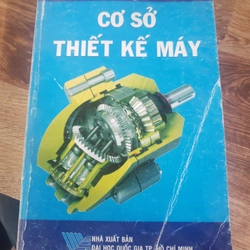 CƠ SỞ
THIẾT KẾ MÁY
NHÀ XUẤT BẢN
ĐẠI HỌC QUỐC GIA TP. HỒ CHÍ MINH